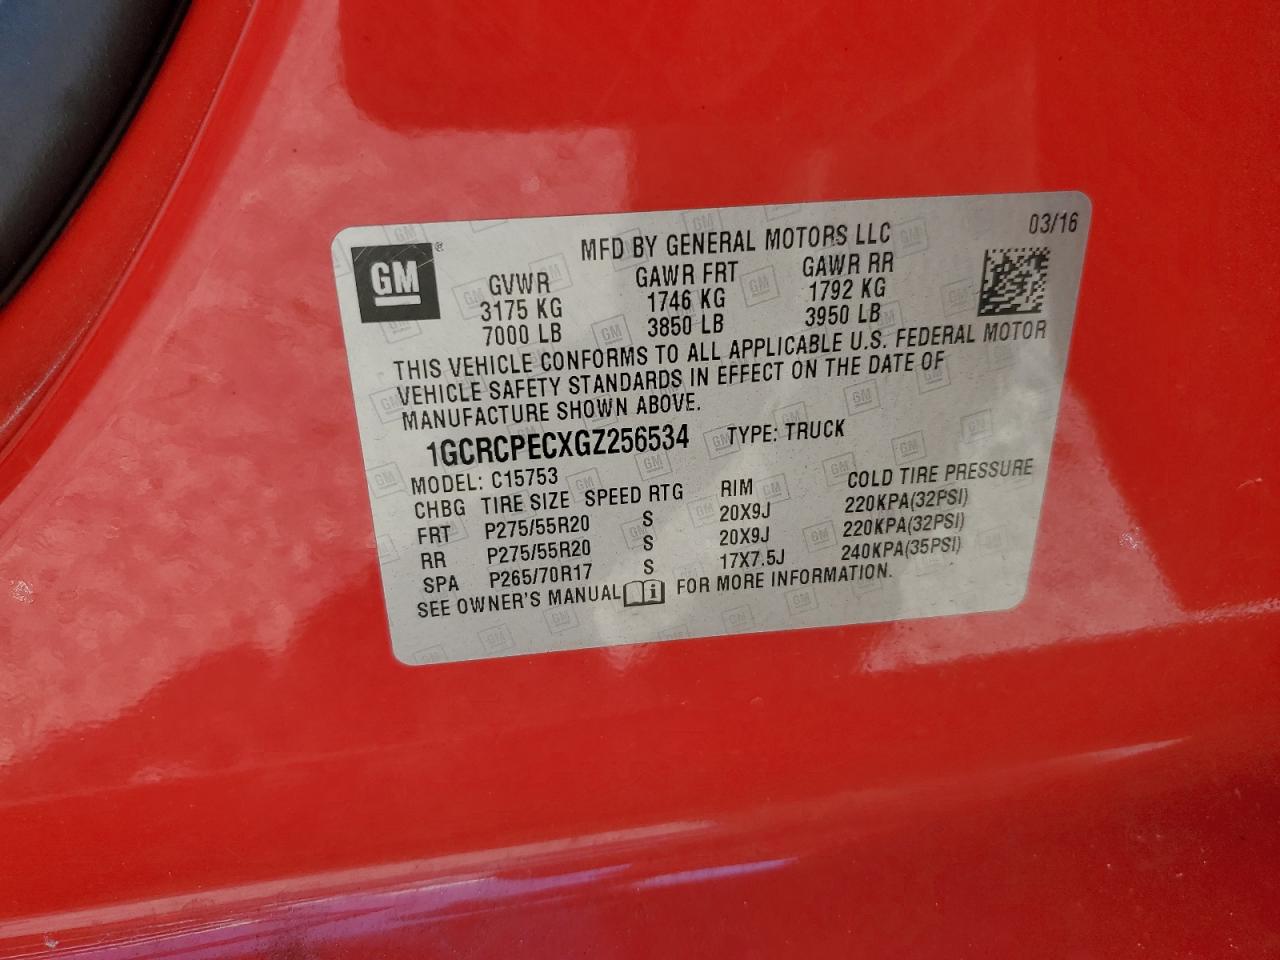 03/16
GM®
MFD BY GENERAL MOTORS LLC
GVWR GAWR FRT GAWR RR
3175 KG 1746 KG 1792 KG
7000 LB 3850 LB 3950 LB
THIS VEHICLE CONFORMS TO ALL APPLICABLE U.S. FEDERAL MOTOR
VEHICLE SAFETY STANDARDS IN EFFECT ON THE DATE OF
MANUFACTURE SHOWN ABOVE.
1GCRCPECXGZ256534 TYPE: TRUCK
MODEL: C15753
CHBG TIRE SIZE SPEED RTG RIM COLD TIRE PRESSURE
FRT P275/55R20 S 20X9J 220KPA(32PSI)
RR P275/55R20 S 20X9J 220KPA(32PSI)
SPA P265/70R17 S 17X7.5J 240KPA(35PSI)
SEE OWNER'S MANUAL i FOR MORE INFORMATION.